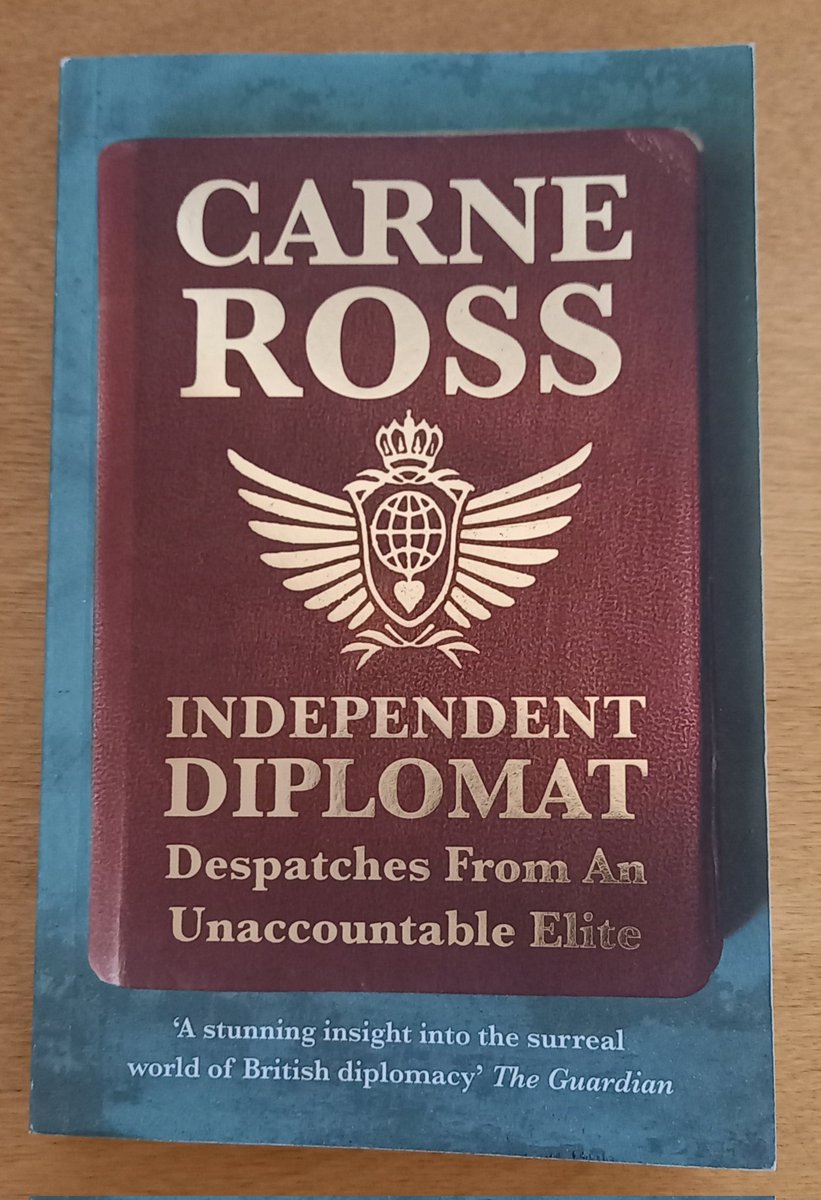 CARNE
ROSS
INDEPENDENT
DIPLOMAT
Despatches From An
Unaccountable Elite
‘A stunning insight into the surreal
world of British diplomacy’ The Guardian